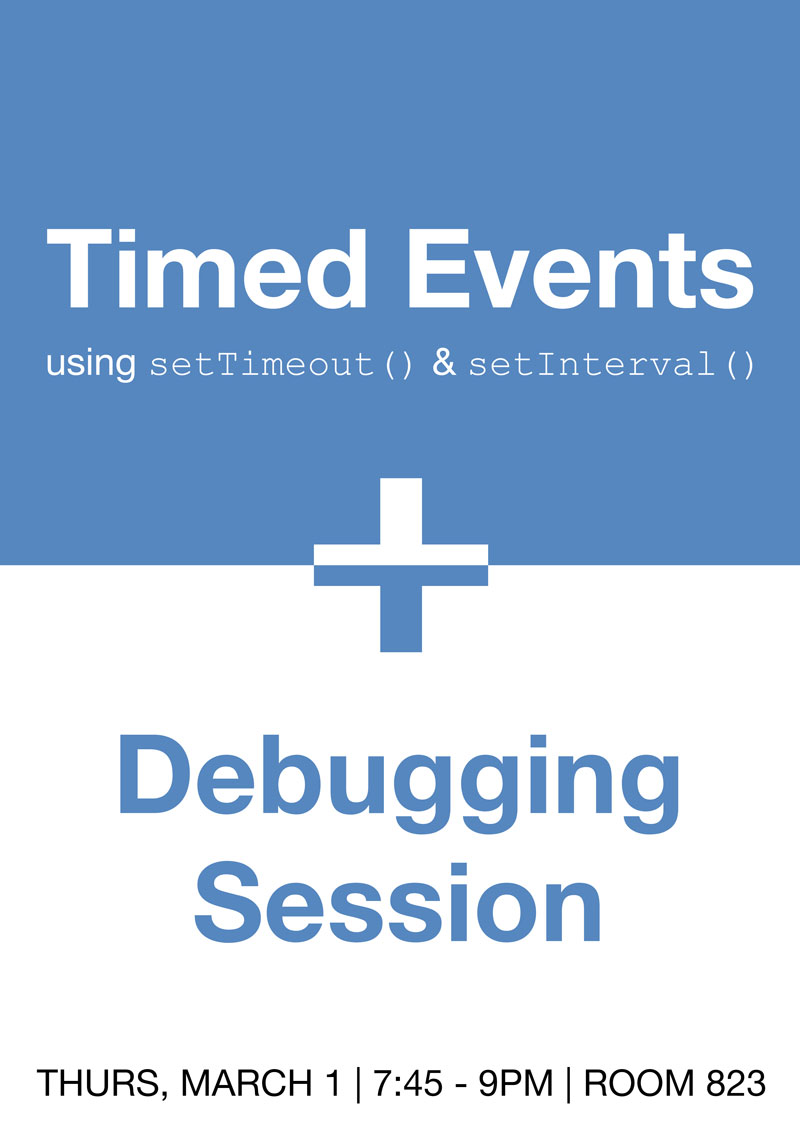 Timed Events
using setTimeout() & setInterval()
+
Debugging
Session
THURS, MARCH 1 | 7:45 - 9PM | ROOM 823